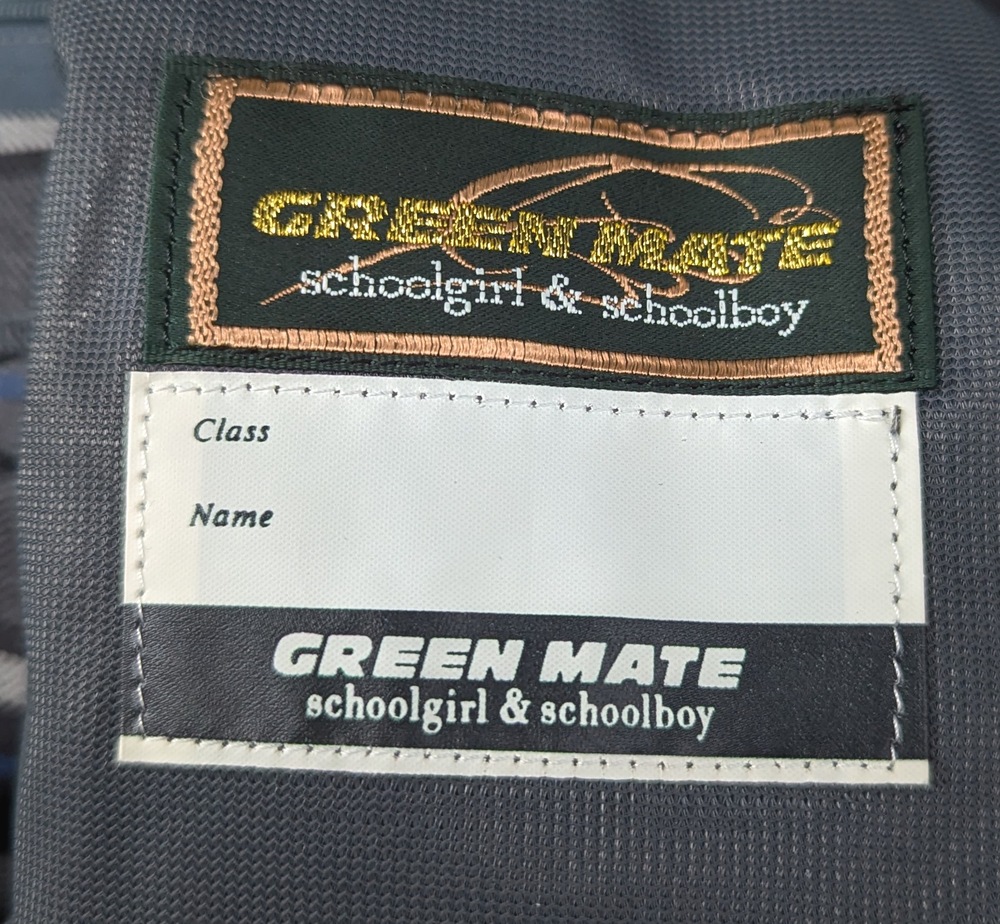 GREEN MATE
schoolgirl & schoolboy
Class
Name
GREEN MATE
schoolgirl & schoolboy